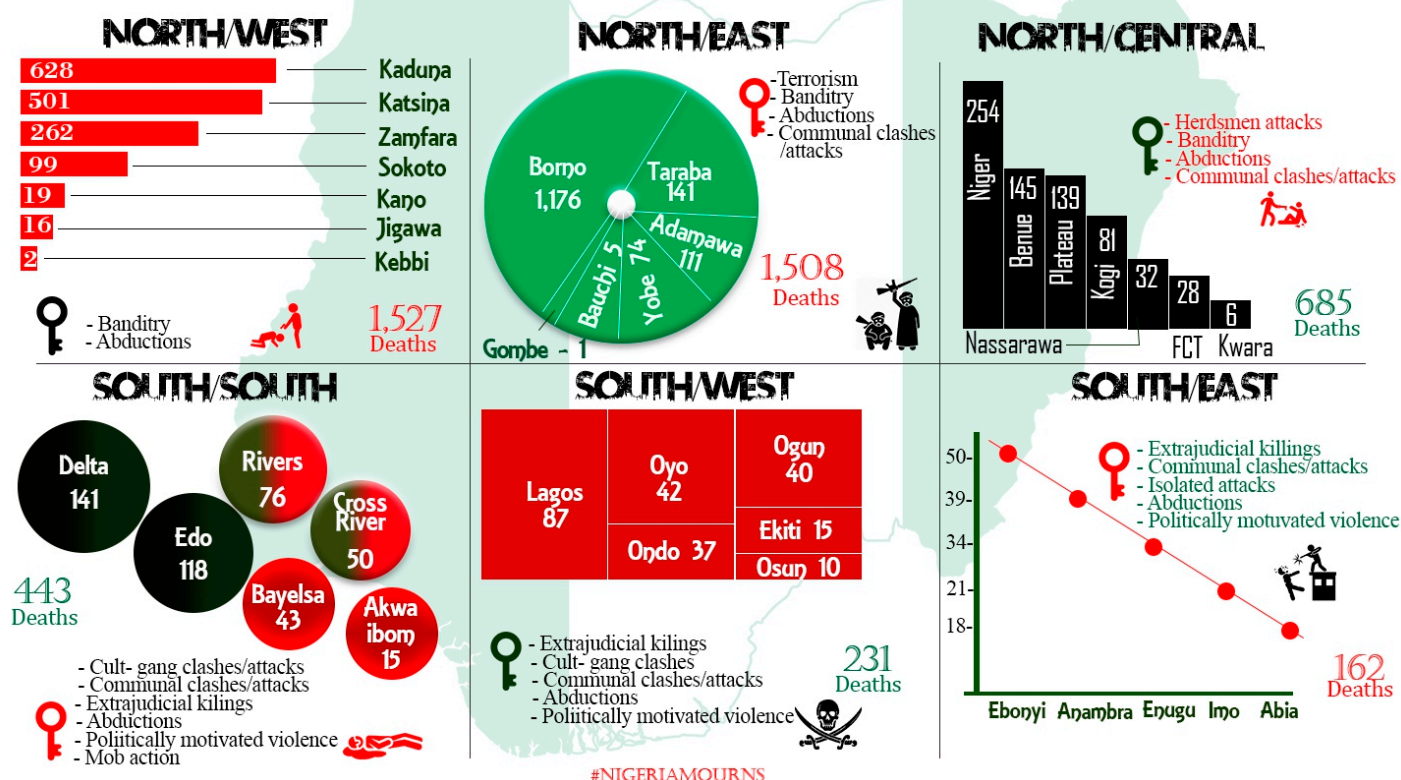 NORTH/WEST
628 Kaduna
501 Katsina
262 Zamfara
99 Sokoto
19 Kano
16 Jigawa
2 Kebbi
- Banditry
- Abductions
1,527
Deaths
NORTH/EAST
Borno
1,176
Taraba
141
Adamawa
111
Yobe 74
Bauchi 5
Gombe - 1
-Terrorism
- Banditry
- Abductions
- Communal clashes
/attacks
1,508
Deaths
NORTH/CENTRAL
254 Niger
145 Benue
139 Plateau
81 Kogi
32
Nassarawa
28
FCT
6
Kwara
- Herdsmen attacks
- Banditry
- Abductions
- Communal clashes/attacks
685
Deaths
SOUTH/SOUTH
Delta
141
Edo
118
Rivers
76
Cross
River
50
Bayelsa
43
Akwa
ibom
15
443
Deaths
- Cult- gang clashes/attacks
- Communal clashes/attacks
- Extrajudicial kilings
- Abductions
- Poliitically motivated violence
- Mob action
SOUTH/WEST
Lagos
87
Oyo
42
Ondo 37
Ogun
40
Ekiti 15
Osun 10
- Extrajudicial kilings
- Cult- gang clashes
- Communal clashes/attacks
- Abductions
- Poliitically motivated violence
231
Deaths
SOUTH/EAST
50-
39-
34-
21-
18-
Ebonyi Anambra Enugu Imo Abia
- Extrajudicial killings
- Communal clashes/attacks
- Isolated attacks
- Abductions
- Politically motuvated violence
162
Deaths
#NIGERIAMOURNS